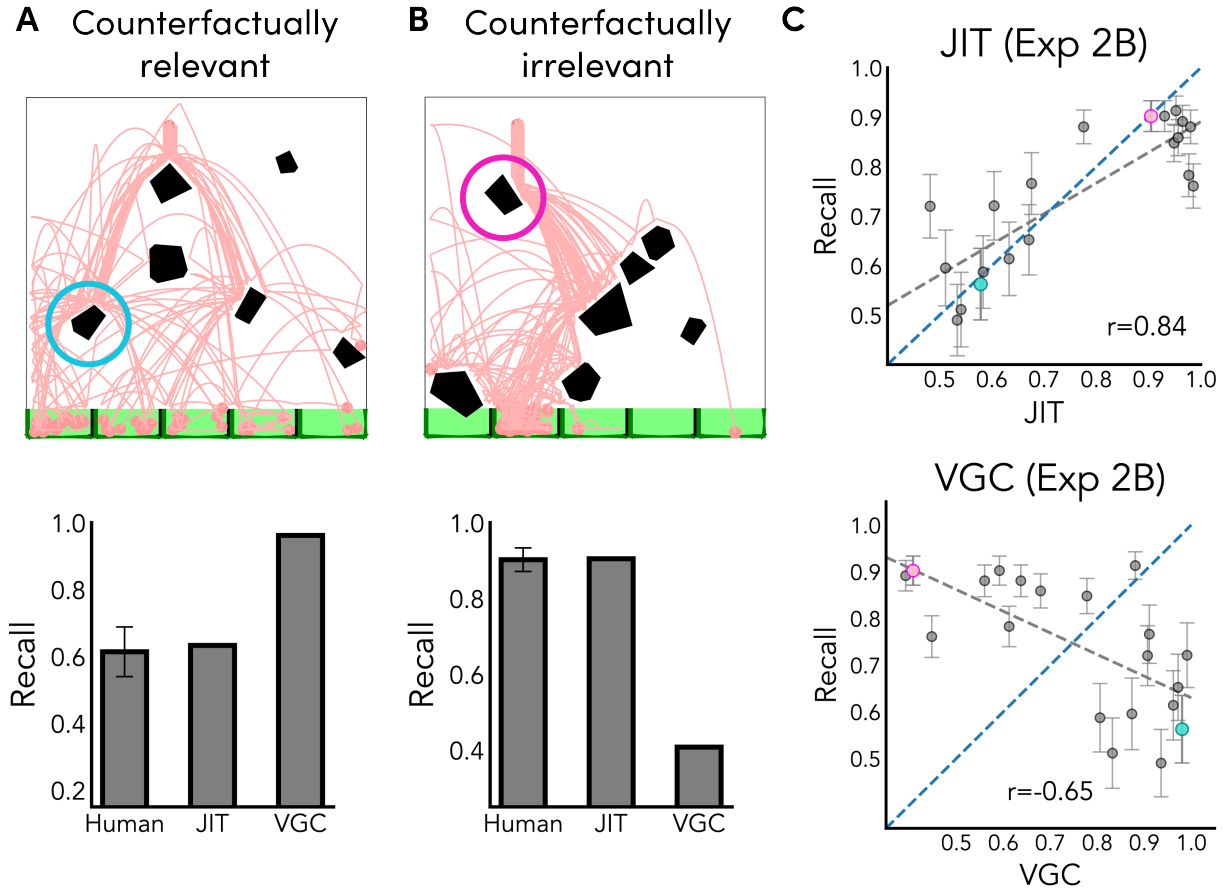 A
Counterfactually
relevant
B
Counterfactually
irrelevant
C
JIT (Exp 2B)
1.0
0.9
0.8
0.7
0.6
0.5
Recall
r=0.84
0.5 0.6 0.7 0.8 0.9 1.0
JIT
1.0
0.8
0.6
0.4
0.2
Recall
Human JIT VGC
1.0
0.8
0.6
0.4
Recall
Human JIT VGC
VGC (Exp 2B)
1.0
0.9
0.8
0.7
0.6
0.5
Recall
r=-0.65
0.5 0.6 0.7 0.8 0.9 1.0
VGC